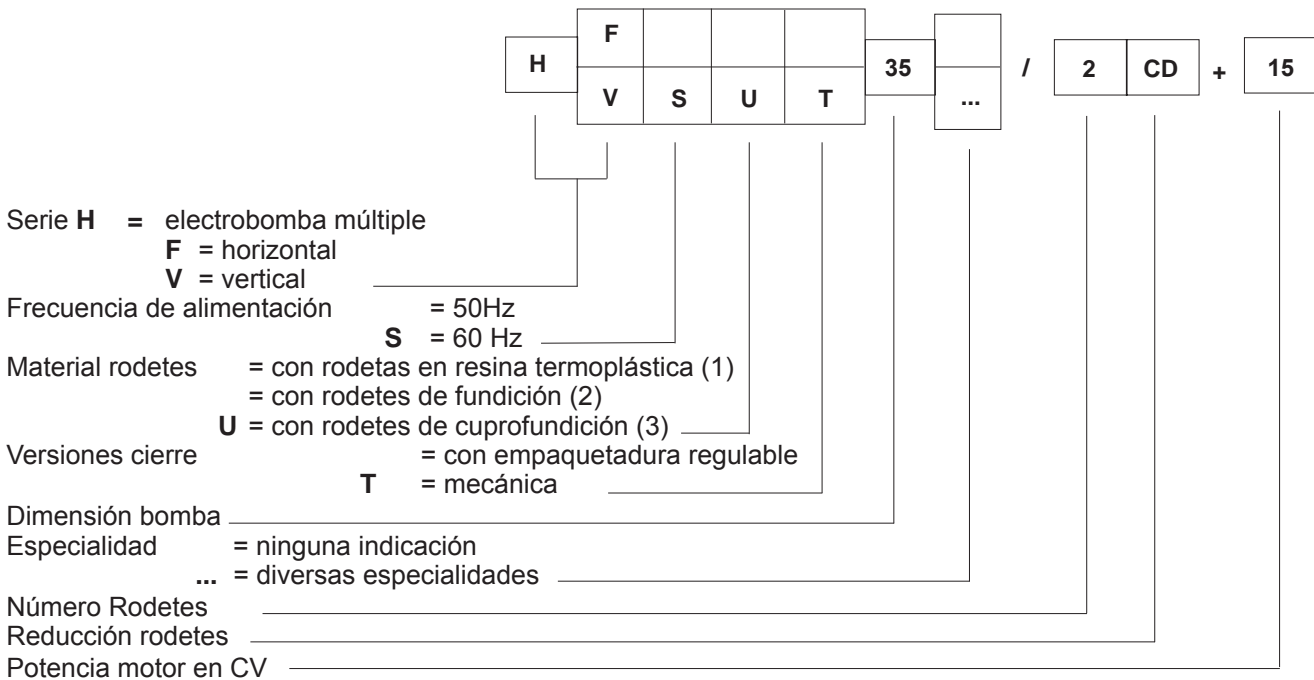 F
H 35 / 2 CD + 15
V S U T ...
Serie H = electrobomba múltiple
F = horizontal
V = vertical
Frecuencia de alimentación = 50Hz
S = 60 Hz
Material rodetes = con rodetas en resina termoplástica (1)
= con rodetes de fundición (2)
U = con rodetes de cuprofundición (3)
Versiones cierre = con empaquetadura regulable
T = mecánica
Dimensión bomba
Especialidad = ninguna indicación
... = diversas especialidades
Número Rodetes
Reducción rodetes
Potencia motor en CV